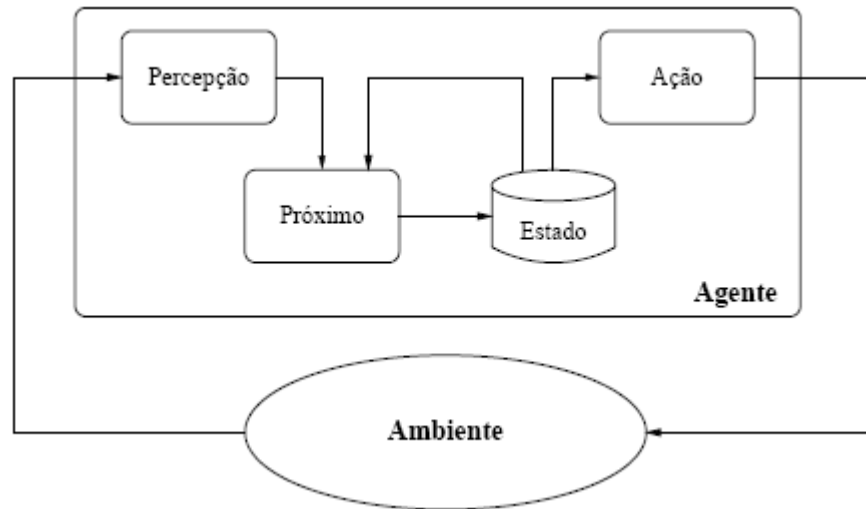 Percepção
Ação
Próximo
Estado
Agente
Ambiente